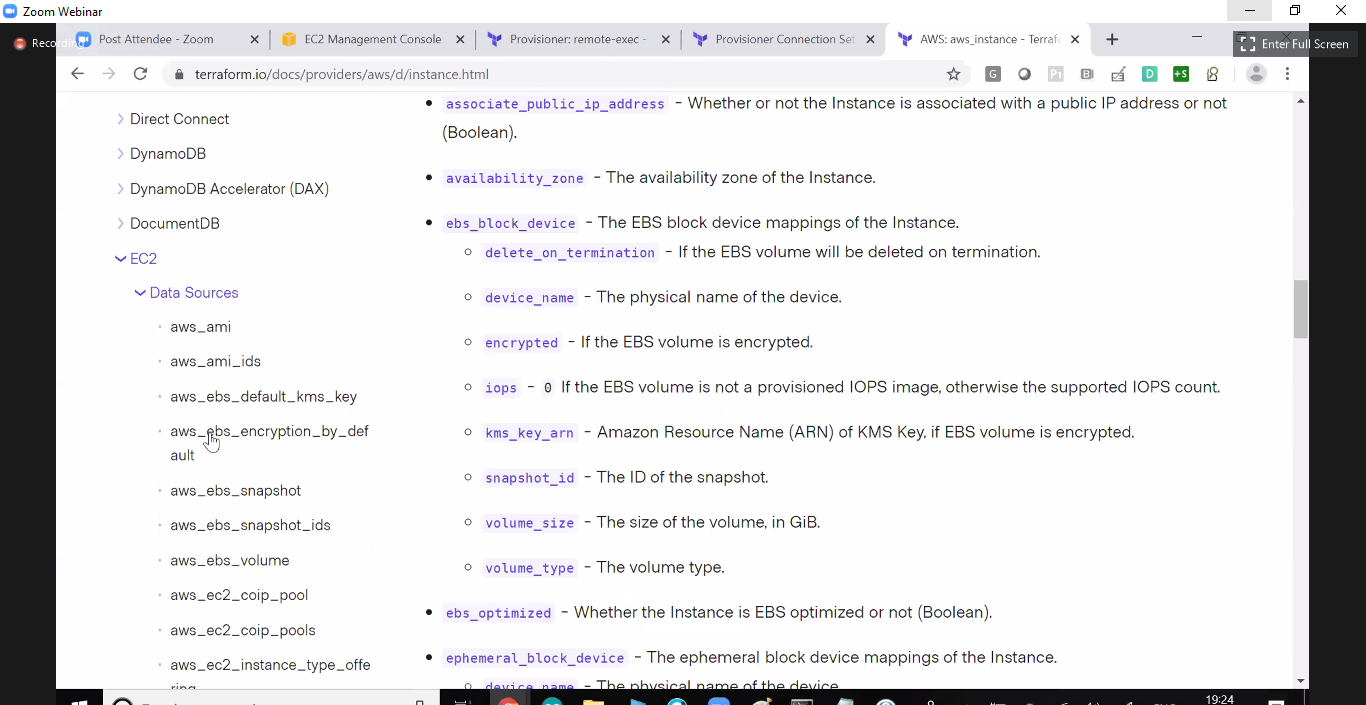 Zoom Webinar
Recording
Post Attendee - Zoom
EC2 Management Console
Provisioner: remote-exec -
Provisioner Connection Set
AWS: aws_instance - Terraf
Enter Full Screen
terraform.io/docs/providers/aws/d/instance.html
Direct Connect
DynamoDB
DynamoDB Accelerator (DAX)
DocumentDB
EC2
Data Sources
aws_ami
aws_ami_ids
aws_ebs_default_kms_key
aws_ebs_encryption_by_def
ault
aws_ebs_snapshot
aws_ebs_snapshot_ids
aws_ebs_volume
aws_ec2_coip_pool
aws_ec2_coip_pools
aws_ec2_instance_type_offe
ring
associate_public_ip_address - Whether or not the Instance is associated with a public IP address or not
(Boolean).
availability_zone - The availability zone of the Instance.
ebs_block_device - The EBS block device mappings of the Instance.
delete_on_termination - If the EBS volume will be deleted on termination.
device_name - The physical name of the device.
encrypted - If the EBS volume is encrypted.
iops - 0 If the EBS volume is not a provisioned IOPS image, otherwise the supported IOPS count.
kms_key_arn - Amazon Resource Name (ARN) of KMS Key, if EBS volume is encrypted.
snapshot_id - The ID of the snapshot.
volume_size - The size of the volume, in GiB.
volume_type - The volume type.
ebs_optimized - Whether the Instance is EBS optimized or not (Boolean).
ephemeral_block_device - The ephemeral block device mappings of the Instance.
device_name - The physical name of the device
19:24